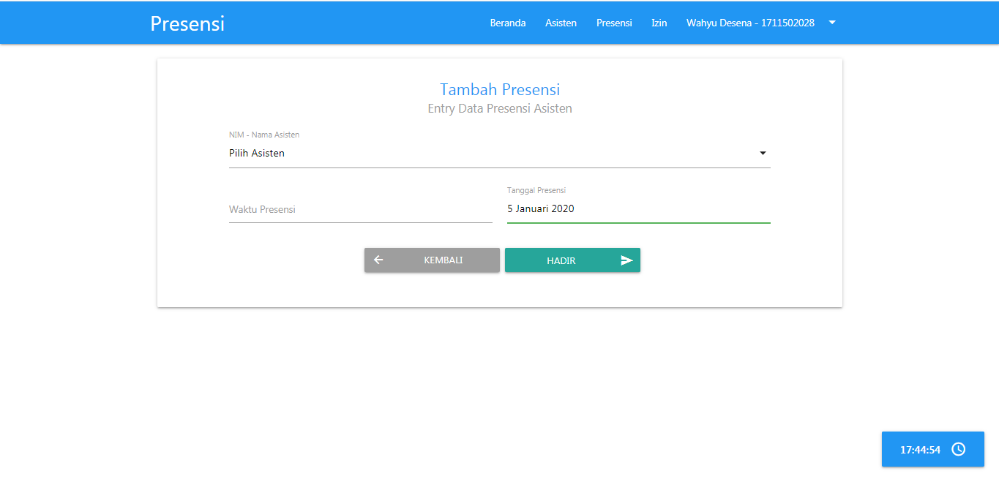 Presensi
Beranda Asisten Presensi Izin Wahyu Desena - 1711502028
Tambah Presensi
Entry Data Presensi Asisten
NIM - Nama Asisten
Pilih Asisten
Waktu Presensi
Tanggal Presensi
5 Januari 2020
KEMBALI
HADIR
17:44:54